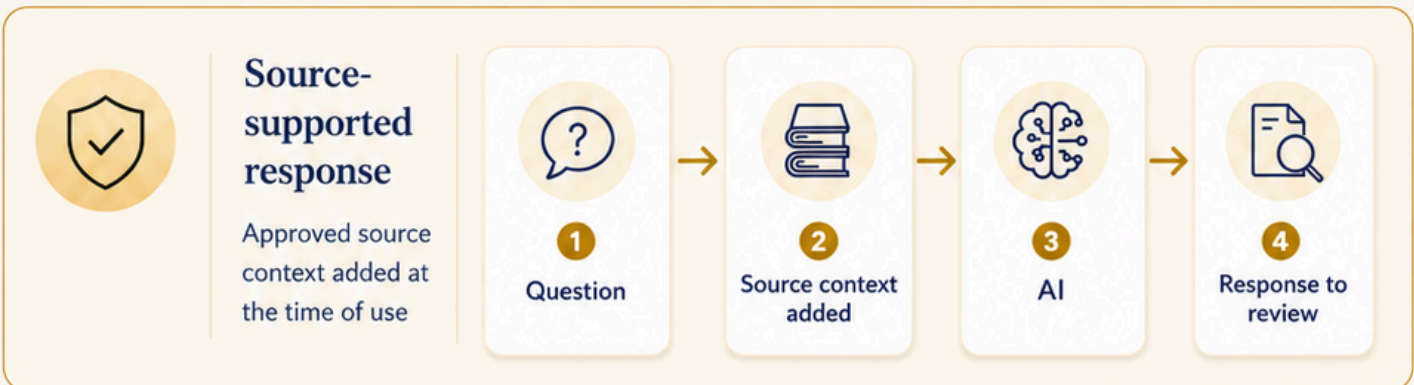 Source-
supported
response
Approved source
context added at
the time of use
?
1
Question
2
Source context
added
3
AI
4
Response to
review